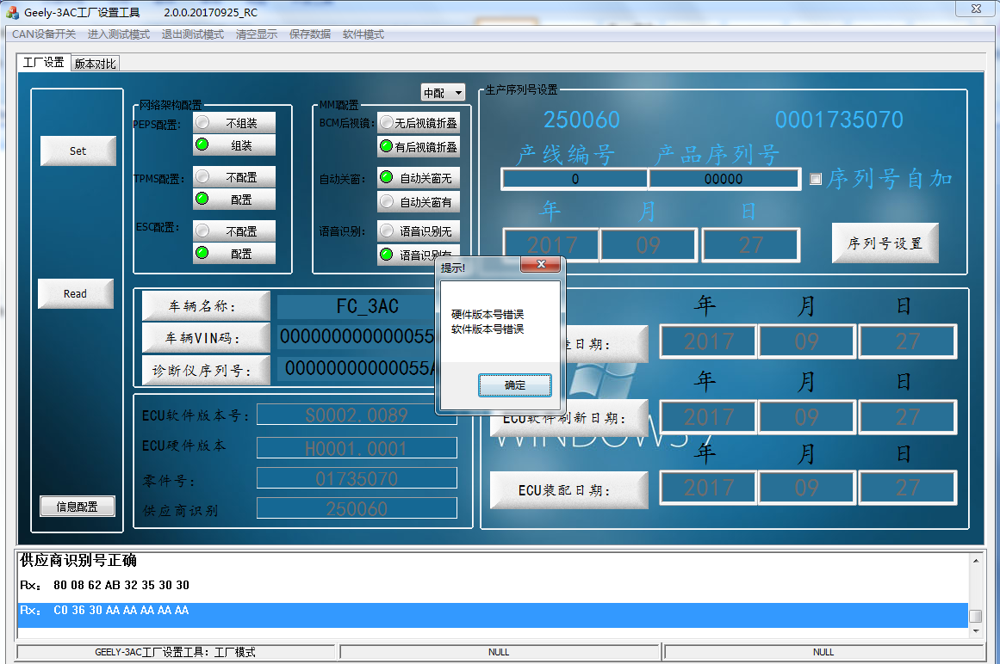 Geely-3AC工厂设置工具 2.0.0.20170925_RC
CAN设备开关 进入测试模式 退出测试模式 清空显示 保存数据 软件模式
工厂设置 版本对比
Set
Read
信息配置
网络架构配置
PEPS配置: 不组装
组装
TPMS配置: 不配置
配置
ESC配置: 不配置
配置
中配
MMI配置
BCM后视镜: 无后视镜折叠
有后视镜折叠
自动关窗: 自动关窗无
自动关窗有
语音识别: 语音识别无
语音识别有
生产序列号设置
250060 0001735070
产线编号 产品序列号
0 00000 序列号自加
年 月 日
2017 09 27 序列号设置
车辆名称: FC_3AC
车辆VIN码: 000000000000055
诊断仪序列号: 00000000000055A
ECU软件版本号: S0002.0089
ECU硬件版本 H0001.0001
零件号: 01735070
供应商识别 250060
提示!
硬件版本号错误
软件版本号错误
确定
年 月 日
日期: 2017 09 27
年 月 日
ECU软件刷新日期: 2017 09 27
WINDOWS7
年 月 日
ECU装配日期: 2017 09 27
供应商识别号正确
Rx: 80 08 62 AB 32 35 30 30
Rx: C0 36 30 AA AA AA AA AA
GEELY-3AC工厂设置工具: 工厂模式 NULL NULL